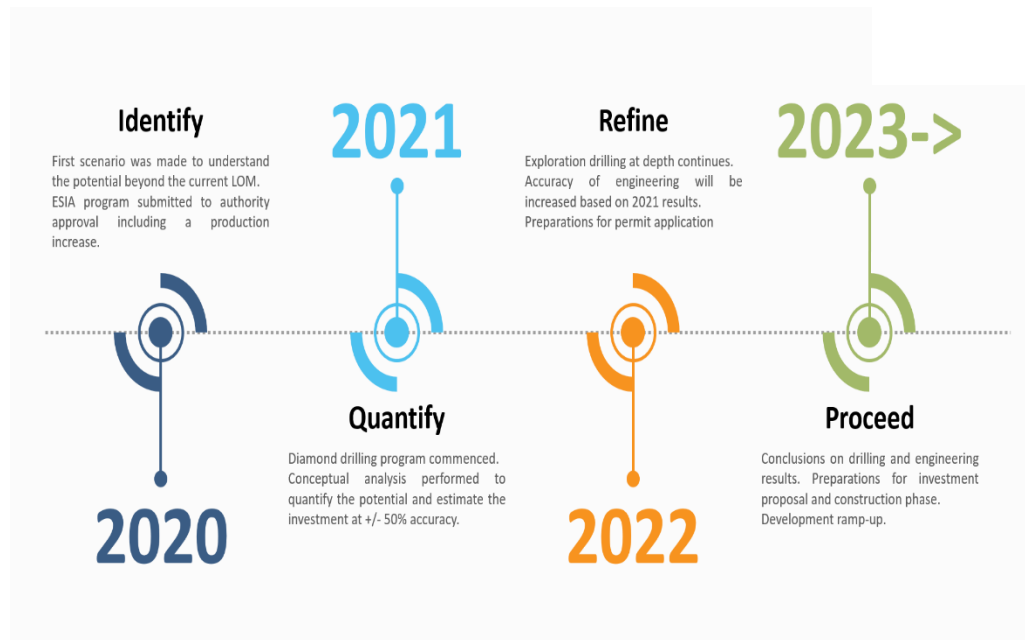 Identify
First scenario was made to understand
the potential beyond the current LOM.
ESIA program submitted to authority
approval including a production
increase.
2020
2021
Quantify
Diamond drilling program commenced.
Conceptual analysis performed to
quantify the potential and estimate the
investment at +/- 50% accuracy.
Refine
Exploration drilling at depth continues.
Accuracy of engineering will be
increased based on 2021 results.
Preparations for permit application
2022
2023->
Proceed
Conclusions on drilling and engineering
results. Preparations for investment
proposal and construction phase.
Development ramp-up.